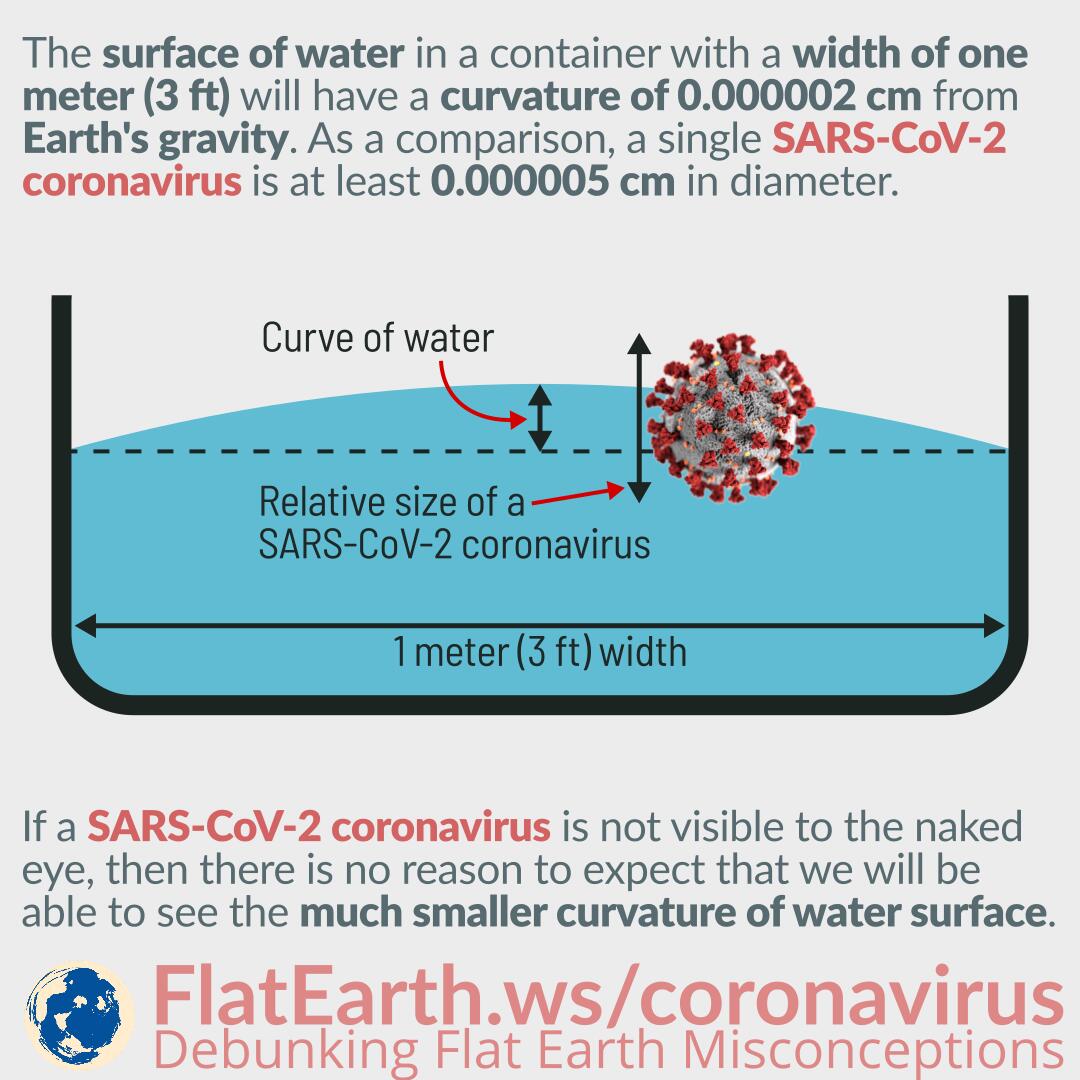 The surface of water in a container with a width of one
meter (3 ft) will have a curvature of 0.000002 cm from
Earth's gravity. As a comparison, a single SARS-CoV-2
coronavirus is at least 0.000005 cm in diameter.
Curve of water
Relative size of a
SARS-CoV-2 coronavirus
1 meter (3 ft) width
If a SARS-CoV-2 coronavirus is not visible to the naked
eye, then there is no reason to expect that we will be
able to see the much smaller curvature of water surface.
FlatEarth.ws/coronavirus
Debunking Flat Earth Misconceptions